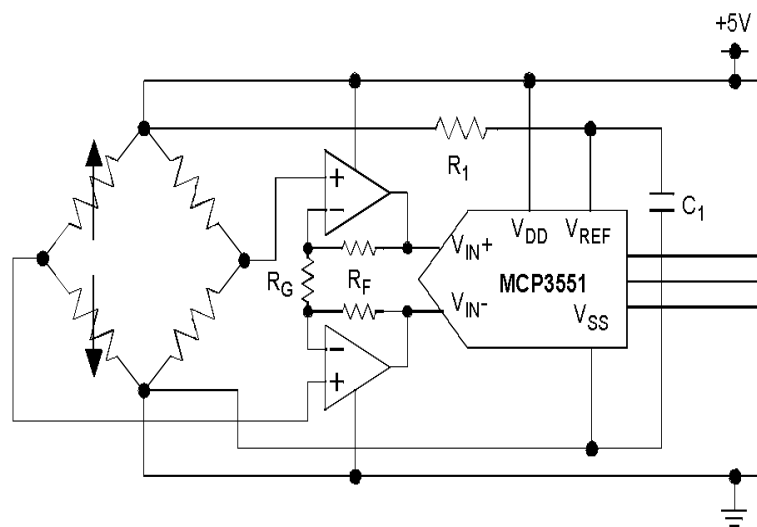 +5V
R1
C1
+
−
VIN+
VDD
VREF
RG
RF
MCP3551
VIN-
VSS
−
+